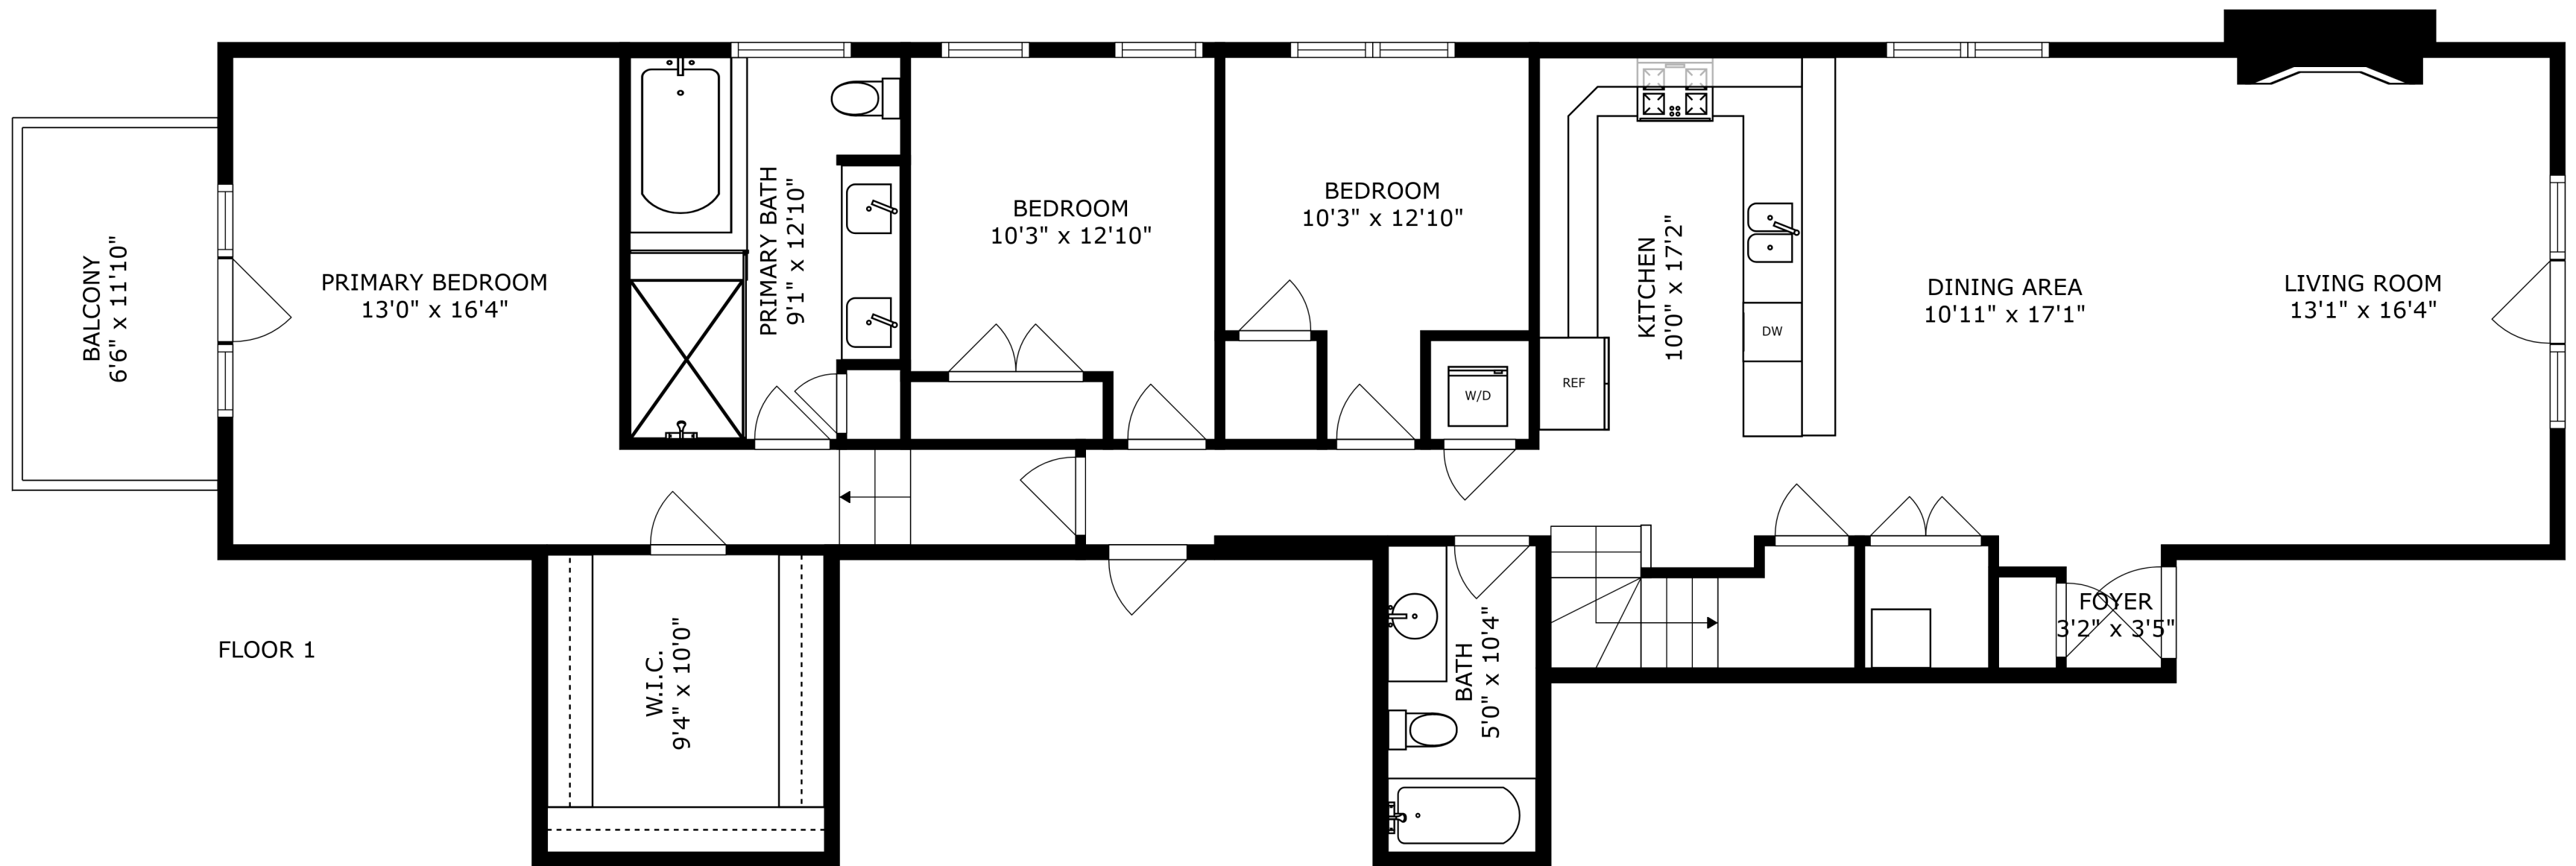 BALCONY
6'6" x 11'10"
PRIMARY BEDROOM
13'0" x 16'4"
PRIMARY BATH
9'1" x 12'10"
BEDROOM
10'3" x 12'10"
BEDROOM
10'3" x 12'10"
W/D
REF
KITCHEN
10'0" x 17'2"
DW
DINING AREA
10'11" x 17'1"
LIVING ROOM
13'1" x 16'4"
FLOOR 1
W.I.C.
9'4" x 10'0"
BATH
5'0" x 10'4"
FOYER
3'2" x 3'5"